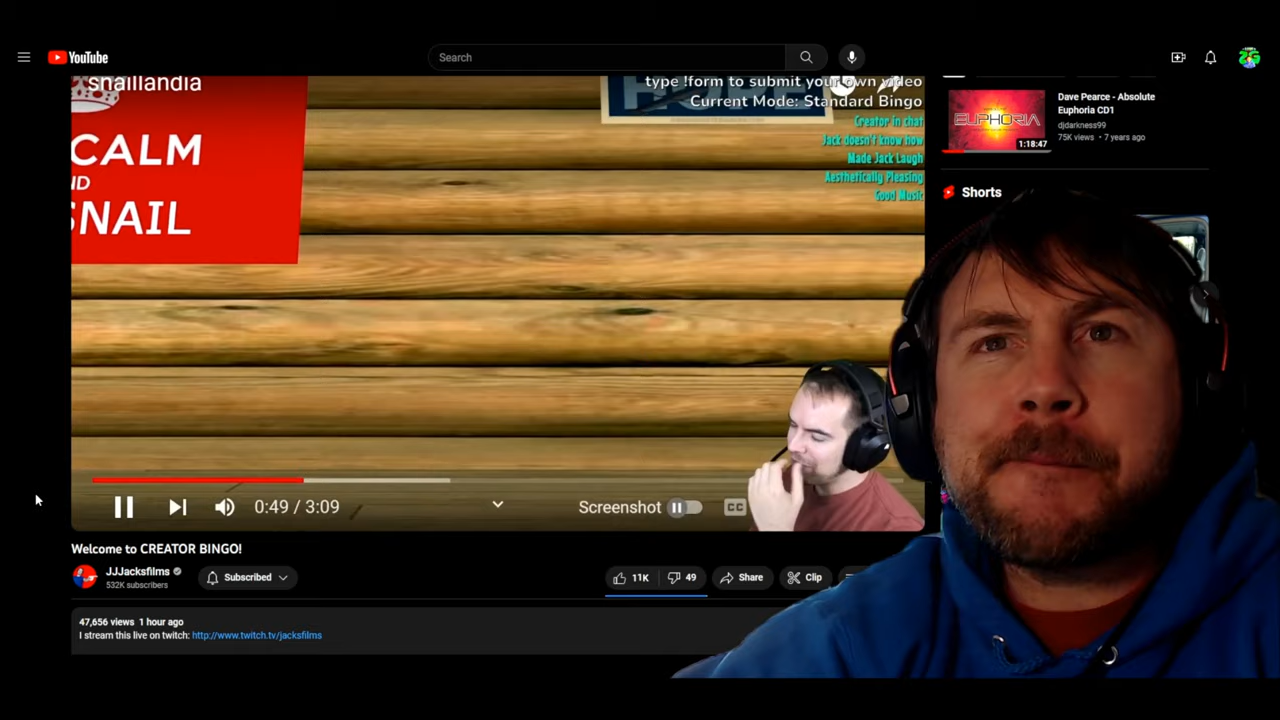 YouTube
Search
snaillandia
CALM
ND
SNAIL
type !form to submit your own video
Current Mode: Standard Bingo
Creator in chat
Jack doesn't know how
Made Jack Laugh
Aesthetically Pleasing
Good Music
EUPHORIA
1:18:47
Dave Pearce - Absolute
Euphoria CD1
djdarkness99
75K views • 7 years ago
Shorts
0:49 / 3:09
Screenshot
CC
Welcome to CREATOR BINGO!
JJJacksfilms
532K subscribers
Subscribed
11K
49
Share
Clip
47,656 views 1 hour ago
I stream this live on twitch: http://www.twitch.tv/jacksfilms